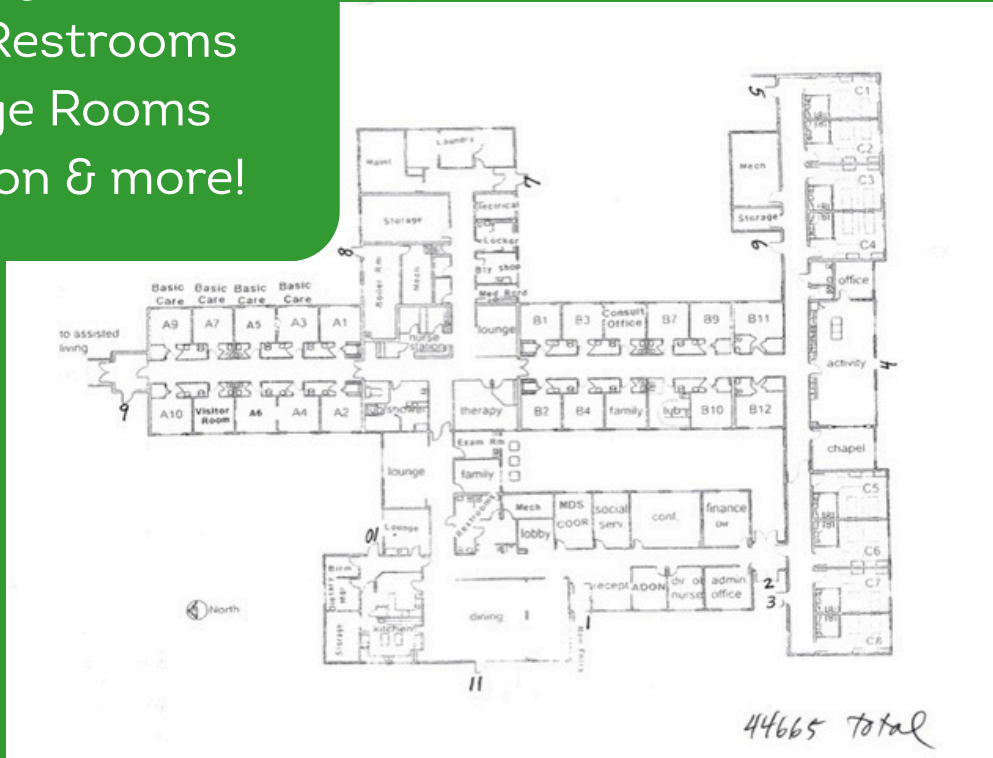 Restrooms
ge Rooms
on & more!
5
C1
C2
C3
C4
Mech
Storage
6
Laundry
Maint
7
Storage
Electrical
Locker
Bty shop
Med Rcrd
8
Boiler Rm
Mech
nurse
station
lounge
office
activity
4
chapel
Basic Care
Basic Care
Basic Care
Basic Care
to assisted
living
A9
A7
A5
A3
A1
A10
Visitor
Room
A6
A4
A2
9
shower
therapy
B1
B3
Consult
Office
B7
B9
B11
B2
B4
family
B10
B12
lounge
Exam Rm
family
Restrooms
Mech
lobby
MDS
COOR
social
serv
conf.
finance
Lounge
10
Storage
kitchen
dining
11
recept
ADON
dir of
nurse
admin
office
1
2
3
C5
C6
C7
C8
North
44665 total